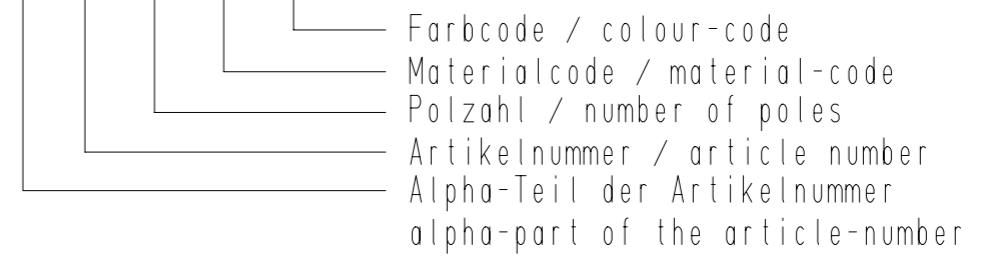 Farbcode / colour-code
Materialcode / material-code
Polzahl / number of poles
Artikelnummer / article number
Alpha-Teil der Artikelnummer
alpha-part of the article-number